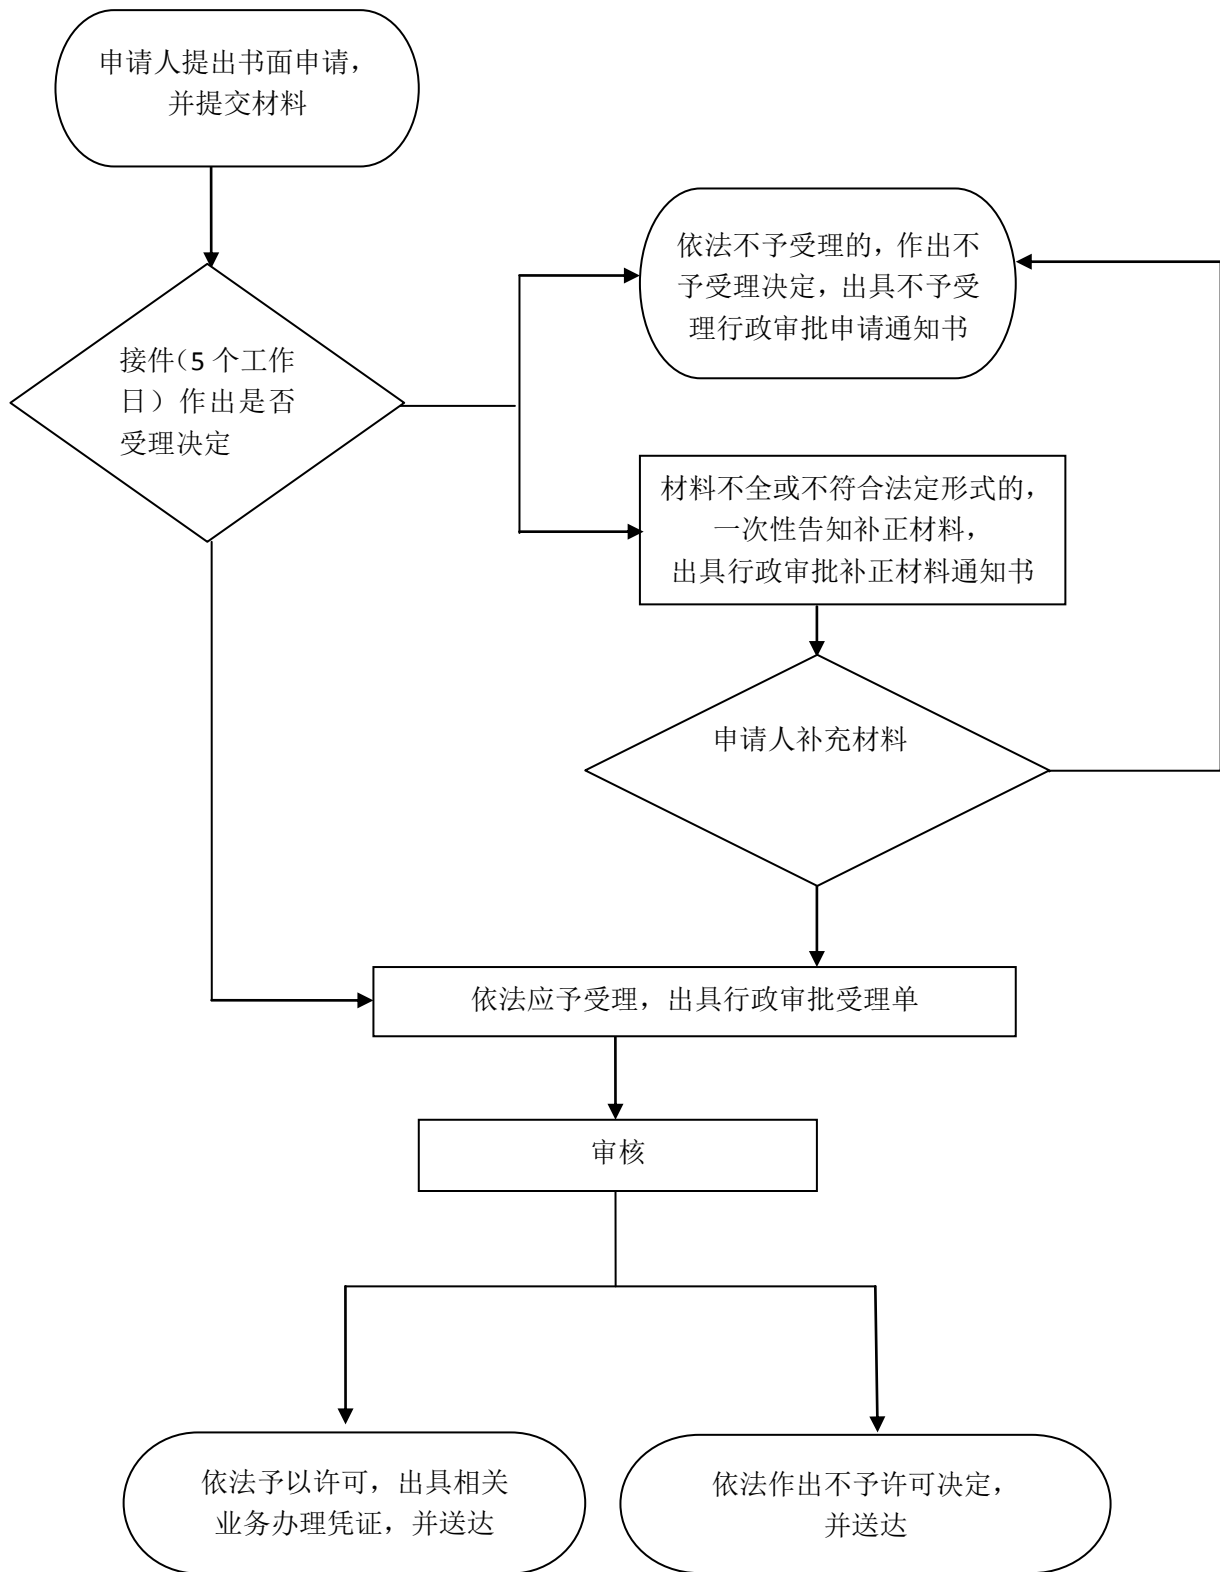 申请人提出书面申请，
并提交材料
依法不予受理的，作出不
予受理决定，出具不予受
理行政审批申请通知书
接件（5 个工作
日）作出是否
受理决定
材料不全或不符合法定形式的，
一次性告知补正材料，
出具行政审批补正材料通知书
申请人补充材料
依法应予受理，出具行政审批受理单
审核
依法予以许可，出具相关
业务办理凭证，并送达
依法作出不予许可决定，
并送达